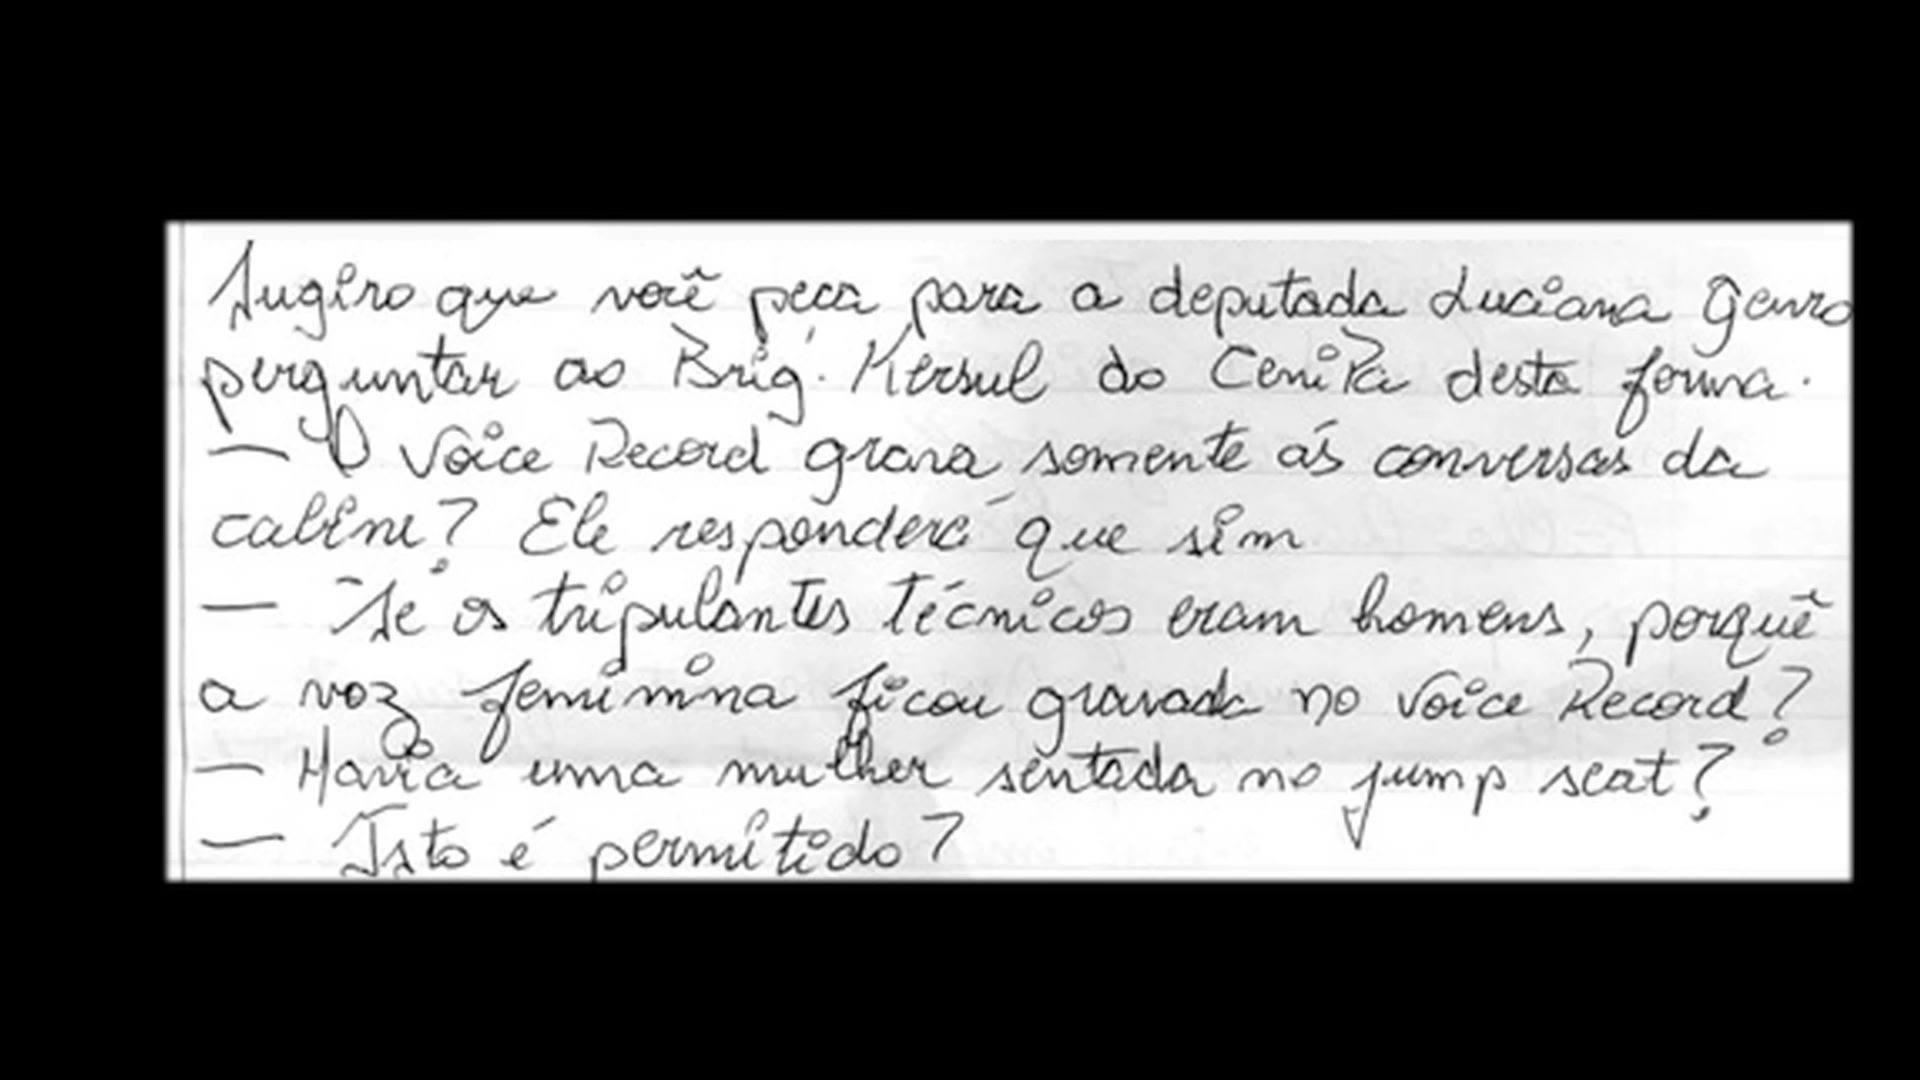 Sugiro que você peça para a deputada Luciana Genro
perguntar ao Brig. Kersul do CeniPa desta forma.
— O Voice Record grava somente ás conversas da
cabine? Ele responderá que sim
— Se os tripulantes técnicos eram homens, porquê
a voz feminina ficou gravada no Voice Record?
— Havia uma mulher sentada no jump seat?
— Isto é permitido?